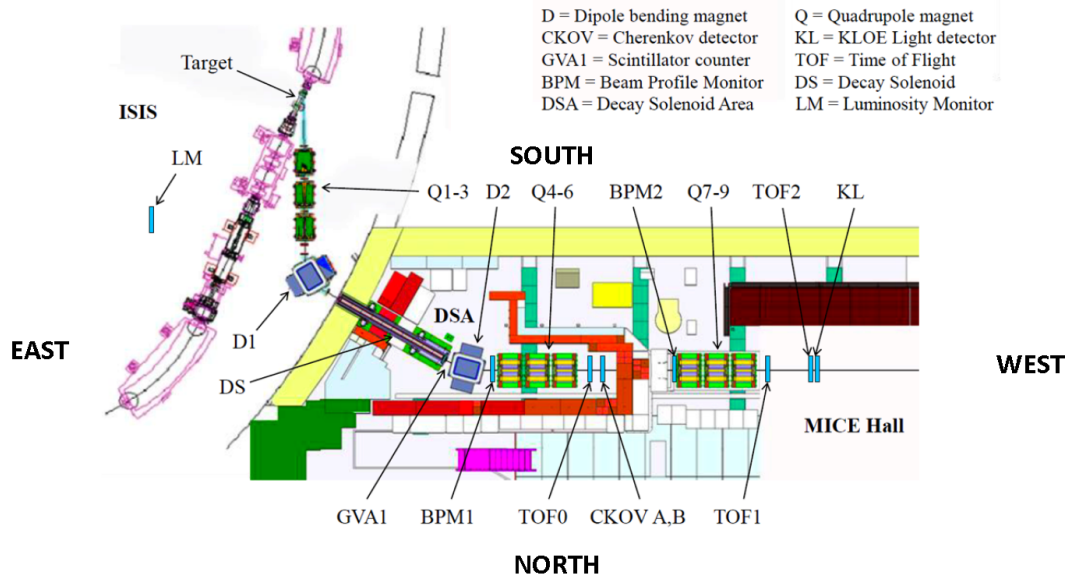 D = Dipole bending magnet
Q = Quadrupole magnet
CKOV = Cherenkov detector
KL = KLOE Light detector
GVA1 = Scintillator counter
TOF = Time of Flight
BPM = Beam Profile Monitor
DS = Decay Solenoid
DSA = Decay Solenoid Area
LM = Luminosity Monitor
Target
ISIS
LM
SOUTH
Q1-3
D2
Q4-6
BPM2
Q7-9
TOF2
KL
DSA
D1
EAST
WEST
DS
MICE Hall
GVA1
BPM1
TOF0
CKOV A,B
TOF1
NORTH